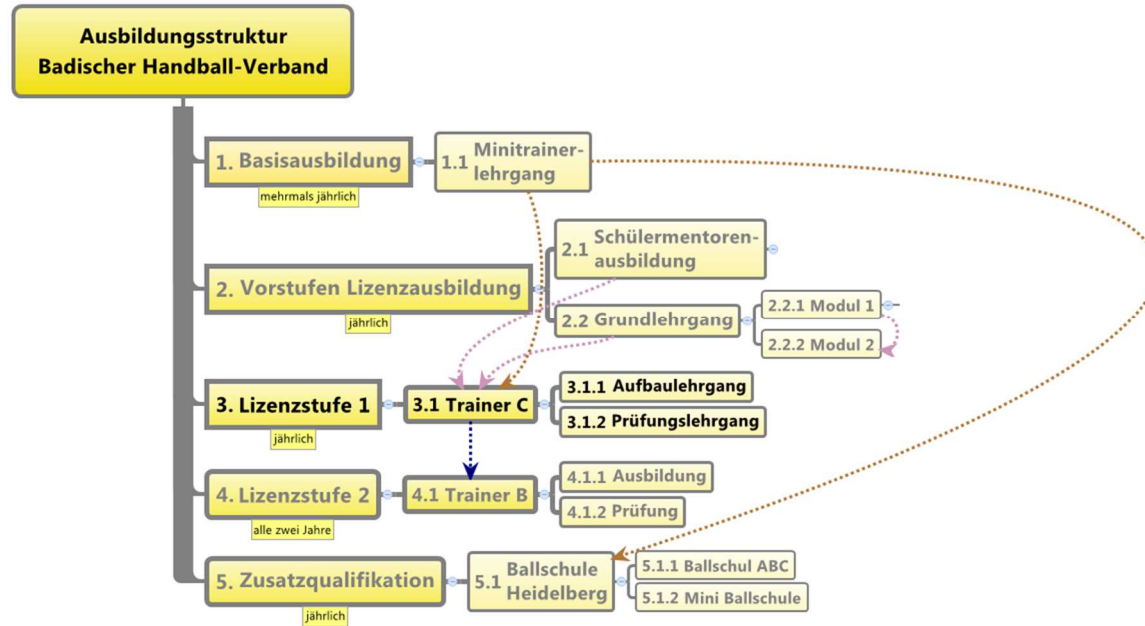 Ausbildungsstruktur
Badischer Handball-Verband
1. Basisausbildung
mehrmals jährlich
1.1 Minitrainer-
lehrgang
2. Vorstufen Lizenzausbildung
jährlich
2.1 Schülermentoren-
ausbildung
2.2 Grundlehrgang
2.2.1 Modul 1
2.2.2 Modul 2
3. Lizenzstufe 1
jährlich
3.1 Trainer C
3.1.1 Aufbaulehrgang
3.1.2 Prüfungslehrgang
4. Lizenzstufe 2
alle zwei Jahre
4.1 Trainer B
4.1.1 Ausbildung
4.1.2 Prüfung
5. Zusatzqualifikation
jährlich
5.1 Ballschule
Heidelberg
5.1.1 Ballschul ABC
5.1.2 Mini Ballschule